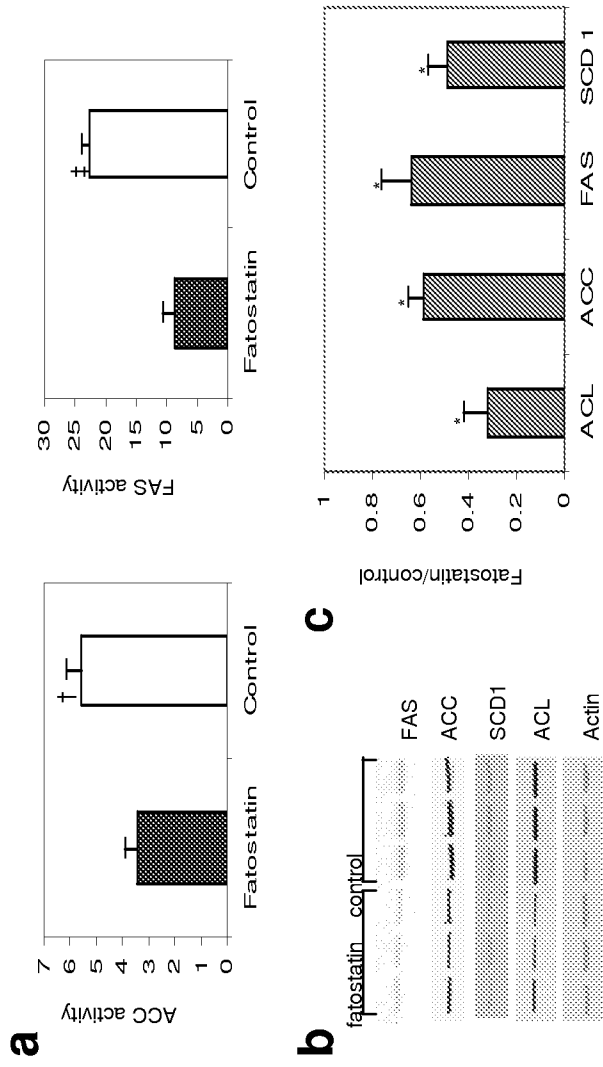 a
ACC activity
7
6
5
4
3
2
1
0
†
Fatostatin
Control
FAS activity
30
25
20
15
10
5
0
‡
Fatostatin
Control
b
fatostatin
control
FAS
ACC
SCD1
ACL
Actin
c
Fatostatin/control
1
0.8
0.6
0.4
0.2
0
*
*
*
*
ACL
ACC
FAS
SCD 1